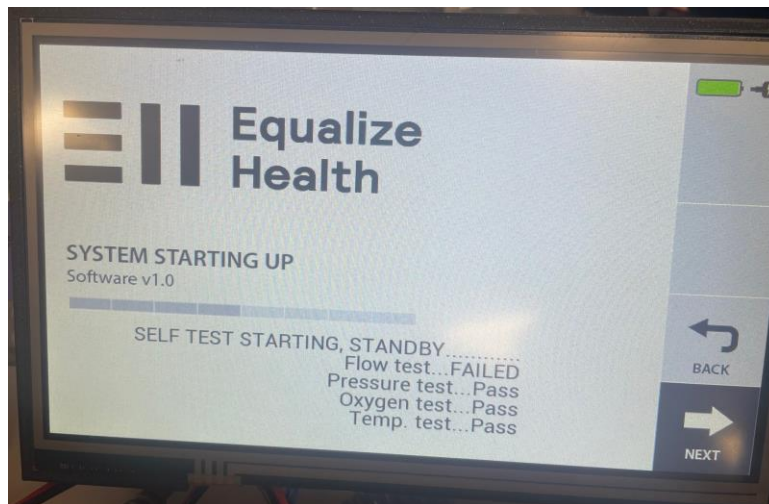 Equalize
Health
SYSTEM STARTING UP
Software v1.0
SELF TEST STARTING, STANDBY............
Flow test...FAILED
Pressure test...Pass
Oxygen test...Pass
Temp. test...Pass
BACK
NEXT